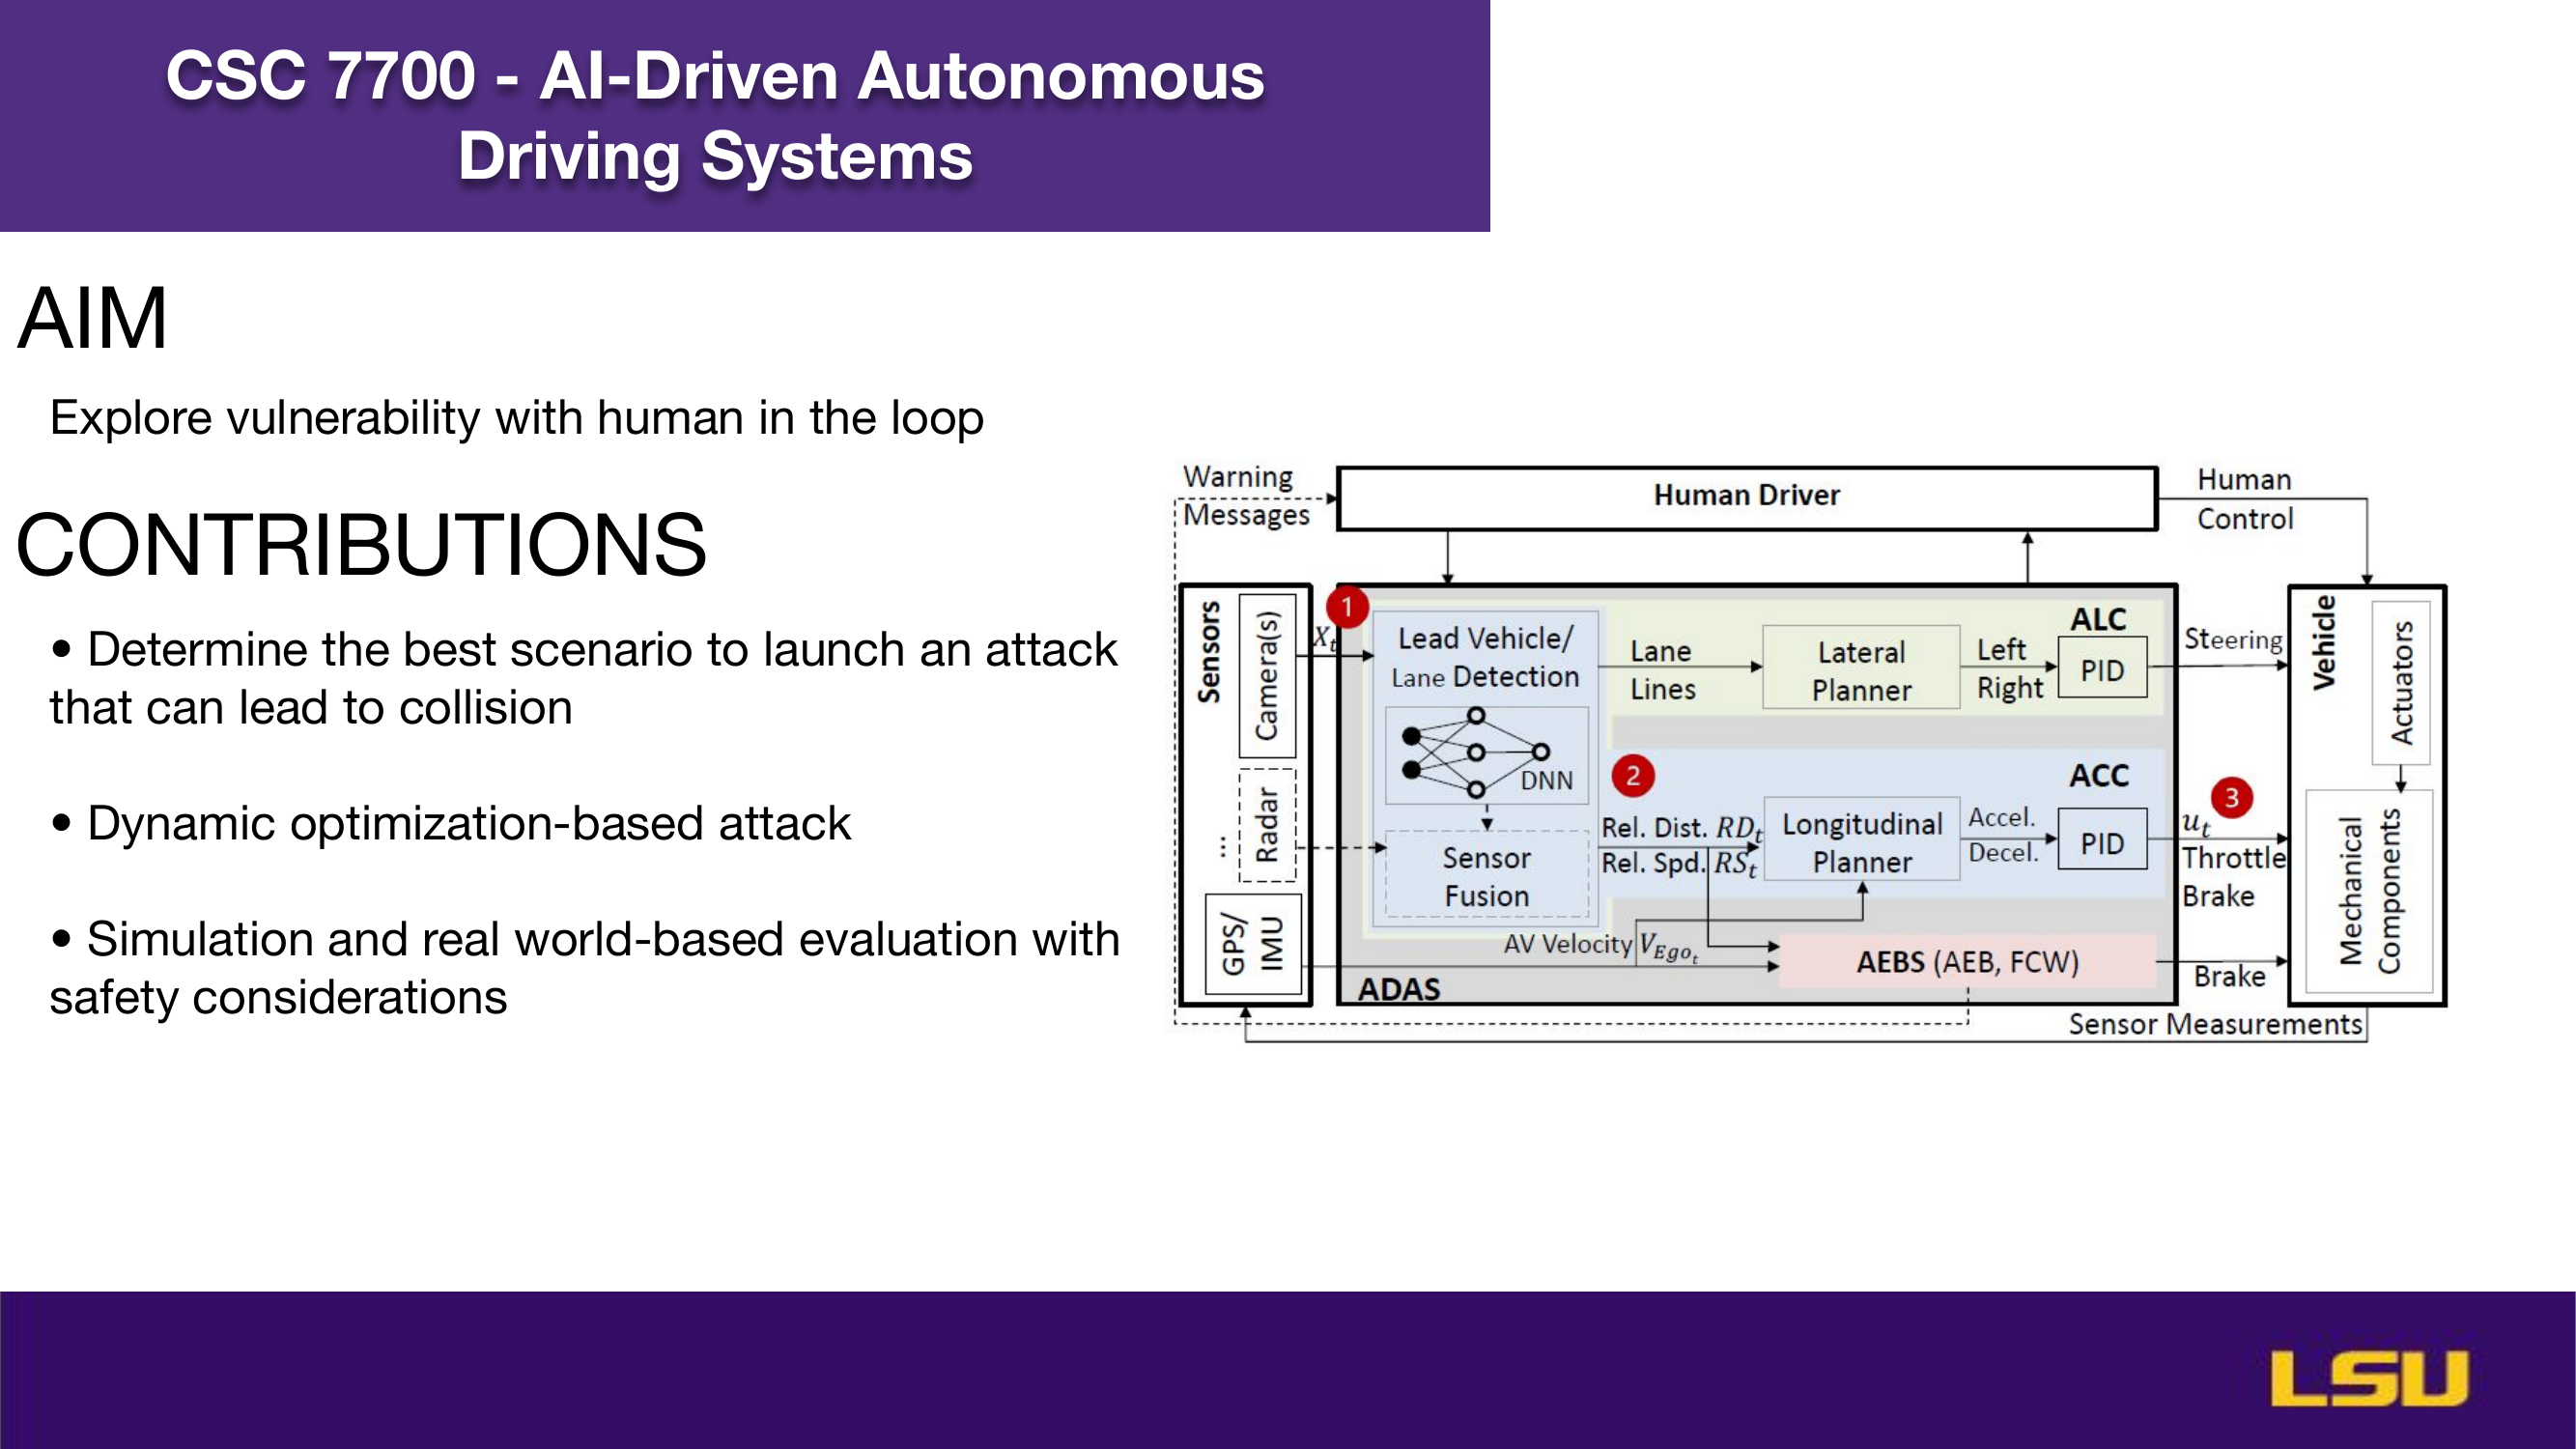 CSC 7700 - AI-Driven Autonomous
Driving Systems
AIM
Explore vulnerability with human in the loop
CONTRIBUTIONS
• Determine the best scenario to launch an attack
that can lead to collision
• Dynamic optimization-based attack
• Simulation and real world-based evaluation with
safety considerations
Warning
Messages
Human Driver
Human
Control
Sensors
Camera(s)
Radar
...
GPS/
IMU
1
X_t
Lead Vehicle/
Lane Detection
DNN
Sensor
Fusion
Lane
Lines
Lateral
Planner
Left
Right
ALC
PID
Steering
2
ACC
Rel. Dist. RD_t
Rel. Spd. RS_t
Longitudinal
Planner
Accel.
Decel.
PID
3
u_t
Throttle
Brake
AV Velocity V_{Ego_t}
AEBS (AEB, FCW)
Brake
ADAS
Vehicle
Actuators
Mechanical
Components
Sensor Measurements
LSU